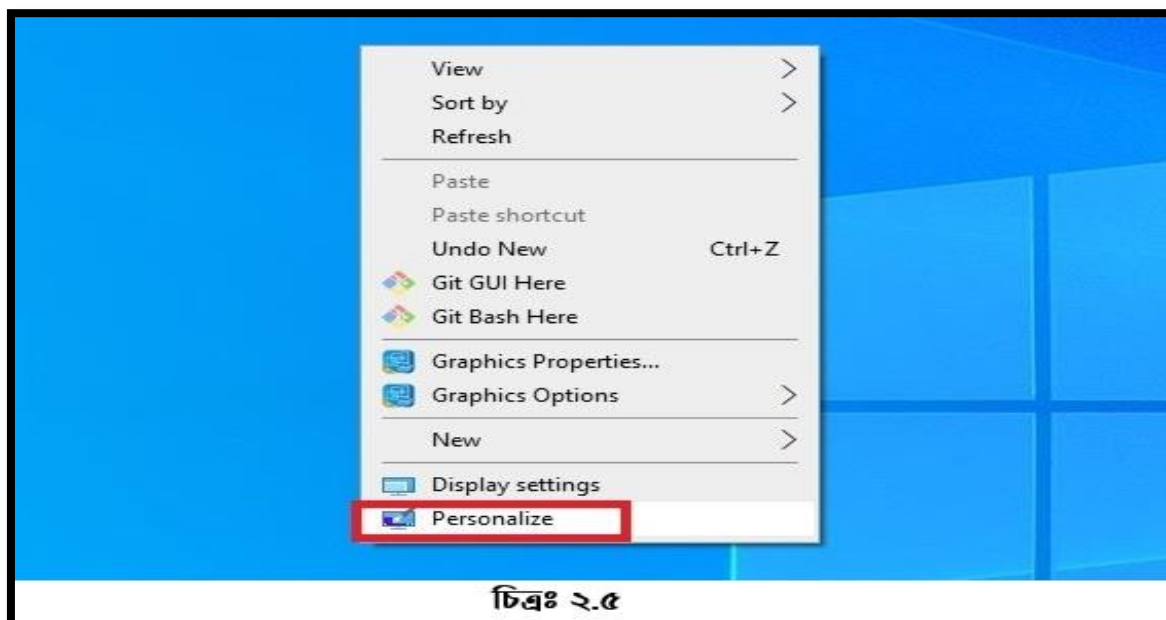 View
Sort by
Refresh
Paste
Paste shortcut
Undo New Ctrl+Z
Git GUI Here
Git Bash Here
Graphics Properties...
Graphics Options
New
Display settings
Personalize
চিত্রঃ ২.৫